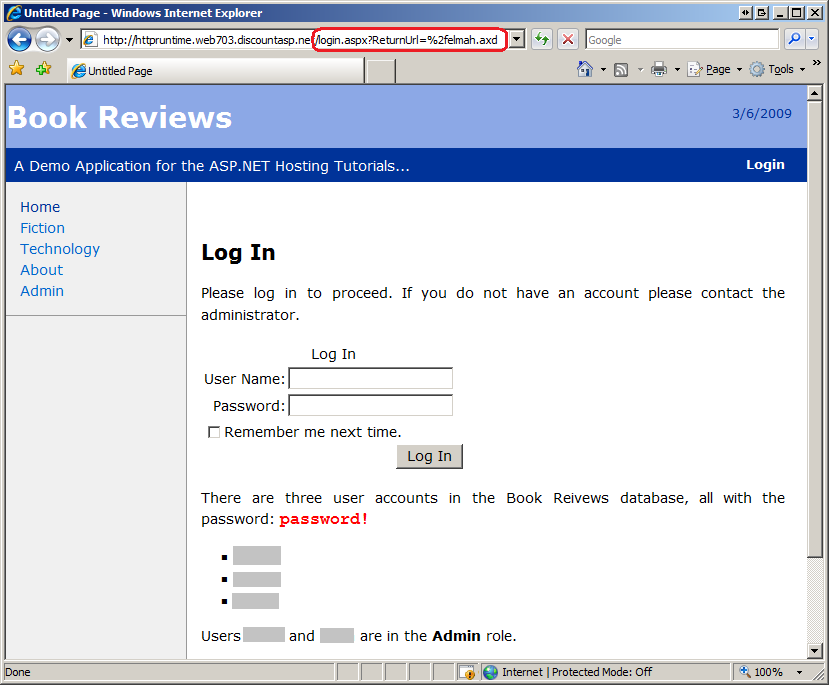 Untitled Page - Windows Internet Explorer
http://httpruntime.web703.discountasp.net/login.aspx?ReturnUrl=%2felmah.axd
Google
Untitled Page
Page
Tools
Book Reviews
3/6/2009
A Demo Application for the ASP.NET Hosting Tutorials...
Login
Home
Fiction
Technology
About
Admin
Log In
Please log in to proceed. If you do not have an account please contact the
administrator.
Log In
User Name:
Password:
Remember me next time.
Log In
There are three user accounts in the Book Reivews database, all with the
password: password!
Users and are in the Admin role.
Done
Internet | Protected Mode: Off
100%